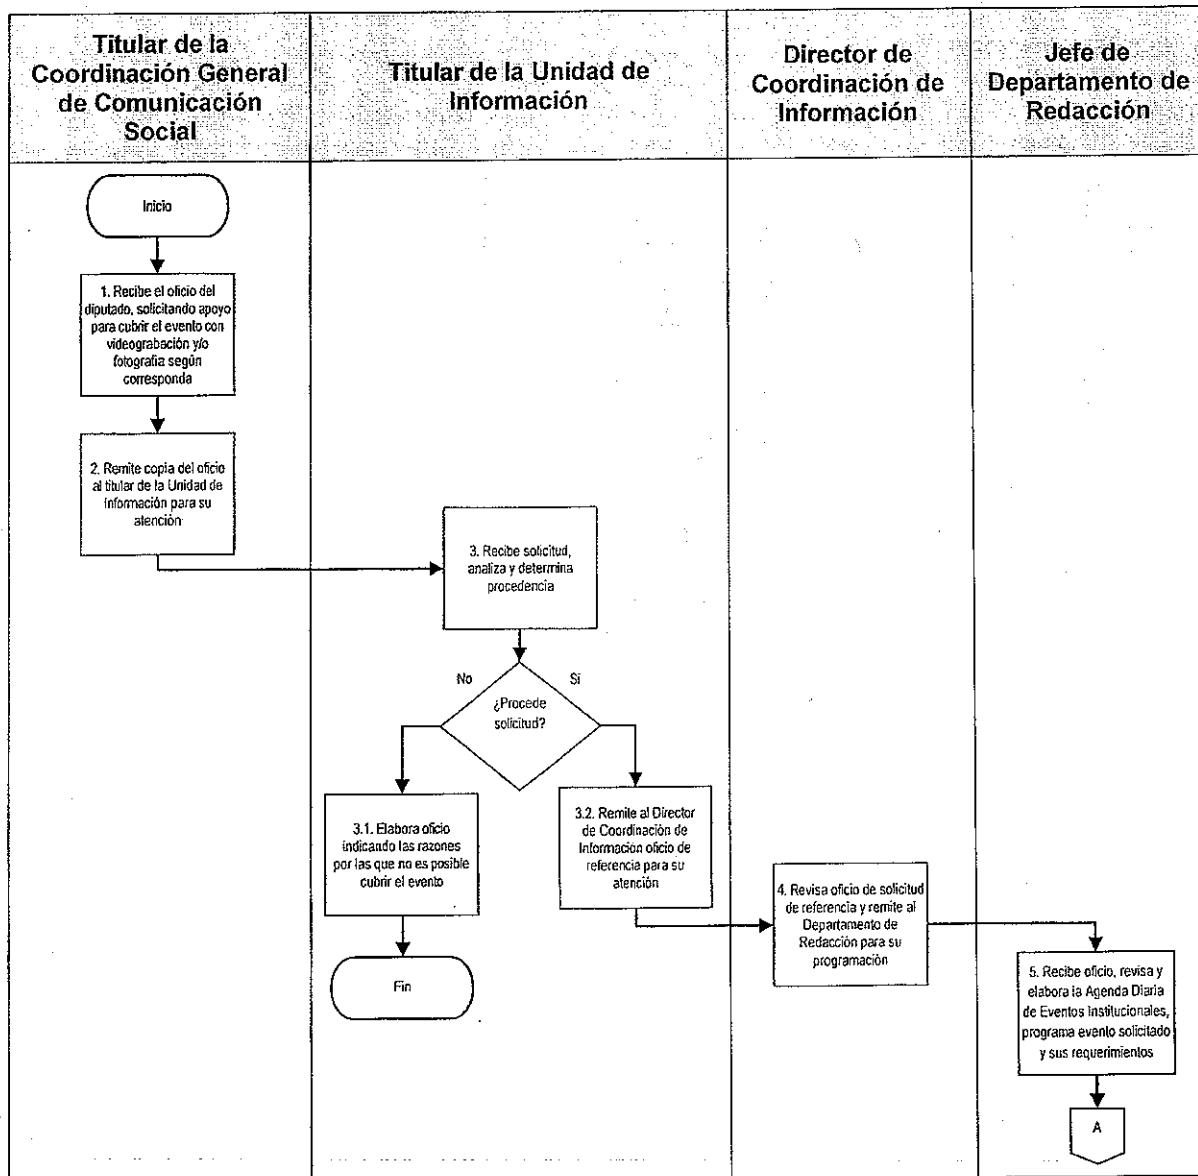 Titular de la
Coordinación General
de Comunicación
Social
Titular de la Unidad de
Información
Director de
Coordinación de
Información
Jefe de
Departamento de
Redacción
Inicio
1. Recibe el oficio del
diputado, solicitando apoyo
para cubrir el evento con
videograbación y/o
fotografía según
corresponda
2. Remite copia del oficio
al titular de la Unidad de
Información para su
atención
3. Recibe solicitud,
analiza y determina
procedencia
No
Si
¿Procede
solicitud?
3.1. Elabora oficio
indicando las razones
por las que no es posible
cubrir el evento
Fin
3.2. Remite al Director
de Coordinación de
Información oficio de
referencia para su
atención
4. Revisa oficio de solicitud
de referencia y remite al
Departamento de
Redacción para su
programación
5. Recibe oficio, revisa y
elabora la Agenda Diaria
de Eventos Institucionales,
programa evento solicitado
y sus requerimientos
A